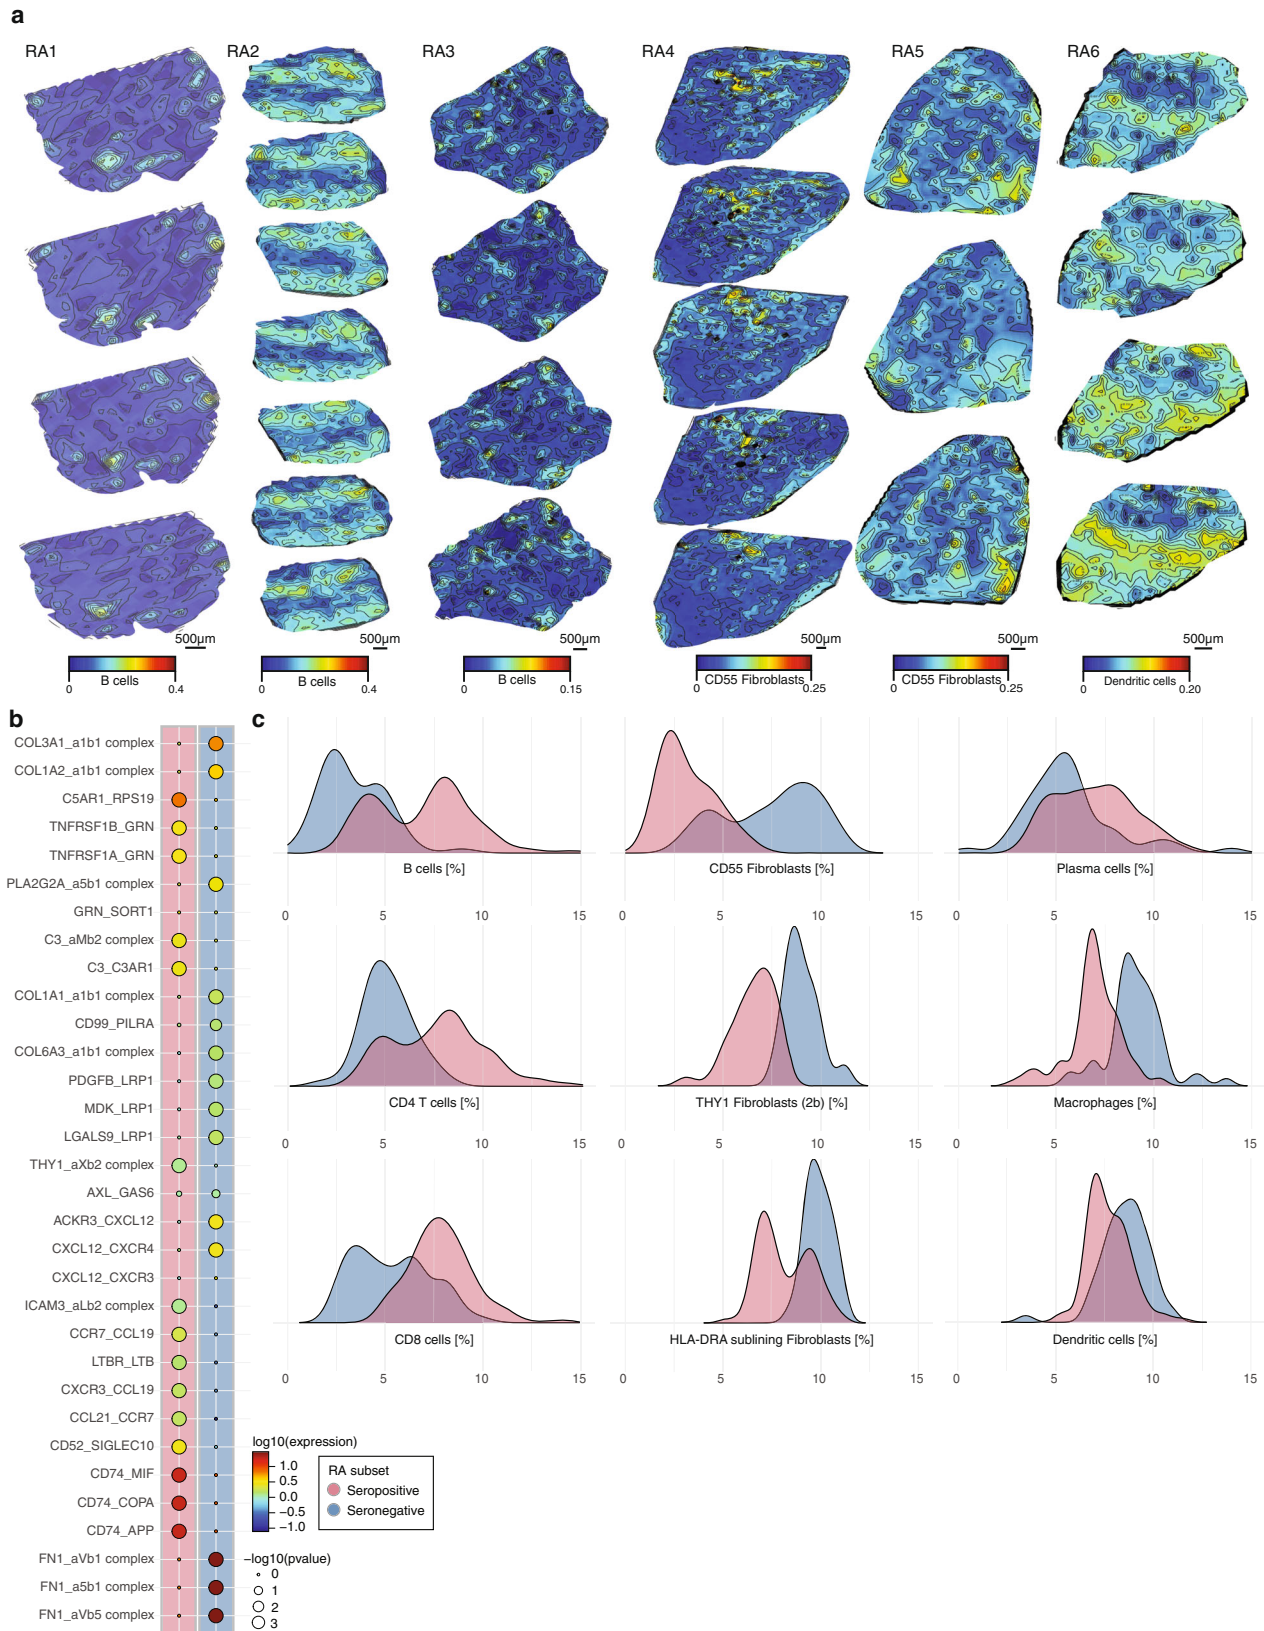 a
RA1
RA2
RA3
RA4
RA5
RA6
500μm
500μm
500μm
500μm
500μm
500μm
0 B cells 0.4
0 B cells 0.4
0 B cells 0.15
0 CD55 Fibroblasts 0.25
0 CD55 Fibroblasts 0.25
0 Dendritic cells 0.20
b
COL3A1_a1b1 complex
COL1A2_a1b1 complex
C5AR1_RPS19
TNFRSF1B_GRN
TNFRSF1A_GRN
PLA2G2A_a5b1 complex
GRN_SORT1
C3_aMb2 complex
C3_C3AR1
COL1A1_a1b1 complex
CD99_PILRA
COL6A3_a1b1 complex
PDGFB_LRP1
MDK_LRP1
LGALS9_LRP1
THY1_aXb2 complex
AXL_GAS6
ACKR3_CXCL12
CXCL12_CXCR4
CXCL12_CXCR3
ICAM3_aLb2 complex
CCR7_CCL19
LTBR_LTB
CXCR3_CCL19
CCL21_CCR7
CD52_SIGLEC10
CD74_MIF
CD74_COPA
CD74_APP
FN1_aVb1 complex
FN1_a5b1 complex
FN1_aVb5 complex
log10(expression)
1.0
0.5
0.0
−0.5
−1.0
−log10(pvalue)
0
1
2
3
RA subset
Seropositive
Seronegative
c
B cells [%]
0 5 10 15
CD55 Fibroblasts [%]
0 5 10 15
Plasma cells [%]
0 5 10 15
CD4 T cells [%]
0 5 10 15
THY1 Fibroblasts (2b) [%]
0 5 10 15
Macrophages [%]
0 5 10 15
CD8 cells [%]
0 5 10 15
HLA-DRA sublining Fibroblasts [%]
0 5 10 15
Dendritic cells [%]
0 5 10 15